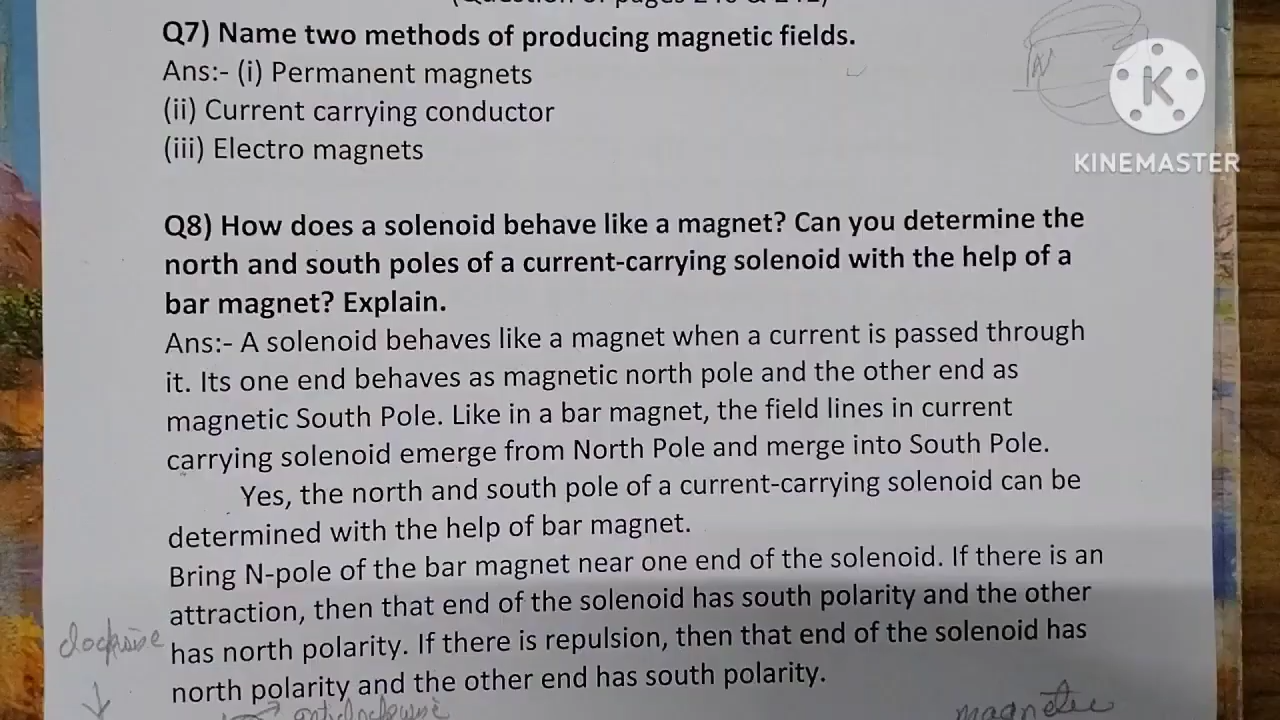 (Question of pages 240 & 241)
Q7) Name two methods of producing magnetic fields.
Ans:- (i) Permanent magnets
(ii) Current carrying conductor
(iii) Electro magnets
N
K
KINEMASTER
Q8) How does a solenoid behave like a magnet? Can you determine the
north and south poles of a current-carrying solenoid with the help of a
bar magnet? Explain.
Ans:- A solenoid behaves like a magnet when a current is passed through
it. Its one end behaves as magnetic north pole and the other end as
magnetic South Pole. Like in a bar magnet, the field lines in current
carrying solenoid emerge from North Pole and merge into South Pole.
Yes, the north and south pole of a current-carrying solenoid can be
determined with the help of bar magnet.
Bring N-pole of the bar magnet near one end of the solenoid. If there is an
attraction, then that end of the solenoid has south polarity and the other
has north polarity. If there is repulsion, then that end of the solenoid has
north polarity and the other end has south polarity.
clockwise
anticlockwise
magnetic